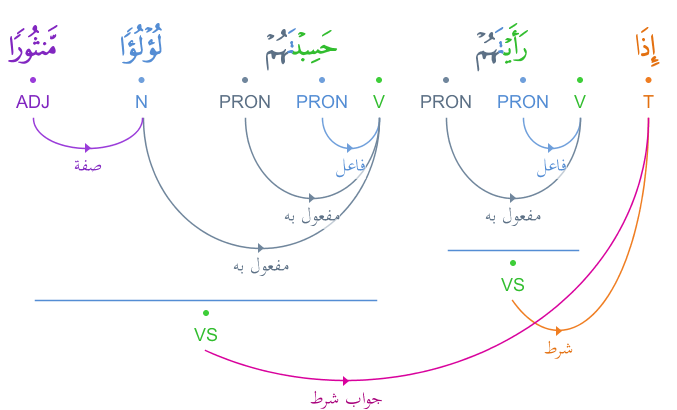 إِذَا رَأَيْتَهُمْ حَسِبْتَهُمْ لُؤْلُؤًا مَّنثُورًا
T V PRON PRON V PRON PRON N ADJ
فاعل فاعل صفة
مفعول به مفعول به
مفعول به
VS
VS
شرط
جواب شرط